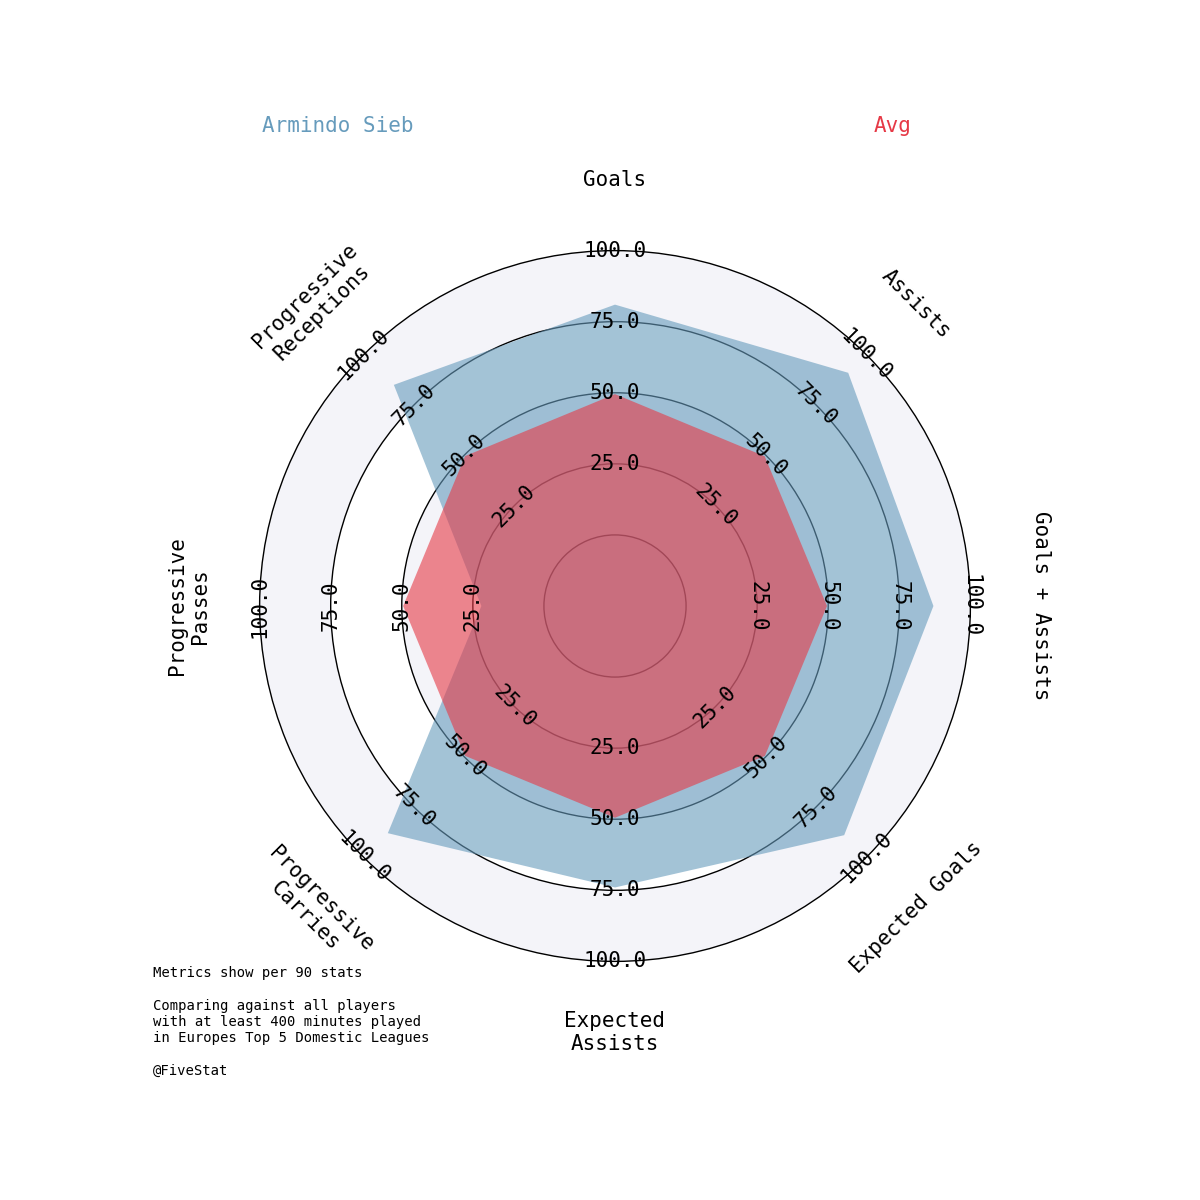 Armindo Sieb
Avg
Goals
Assists
Goals + Assists
Expected Goals
Expected
Assists
Progressive
Carries
Progressive
Passes
Progressive
Receptions
25.0
50.0
75.0
100.0
25.0
50.0
75.0
100.0
25.0
50.0
75.0
100.0
25.0
50.0
75.0
100.0
25.0
50.0
75.0
100.0
25.0
50.0
75.0
100.0
25.0
50.0
75.0
100.0
25.0
50.0
75.0
100.0
Metrics show per 90 stats
Comparing against all players
with at least 400 minutes played
in Europes Top 5 Domestic Leagues
@FiveStat